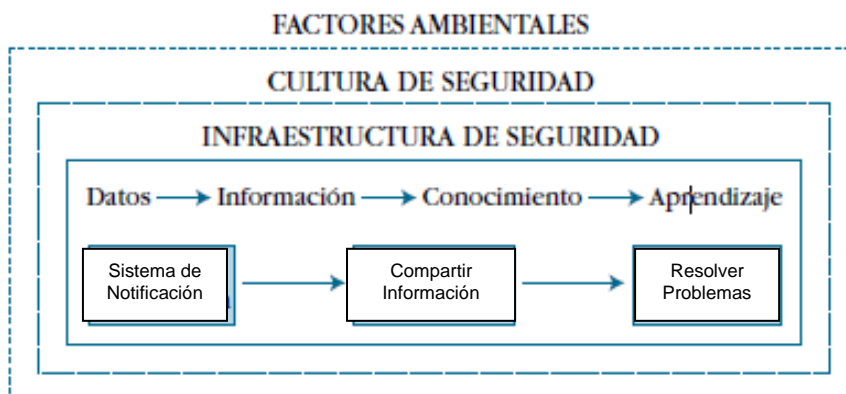 FACTORES AMBIENTALES
CULTURA DE SEGURIDAD
INFRAESTRUCTURA DE SEGURIDAD
Datos Información Conocimiento Aprendizaje
Sistema de
Notificación
Compartir
Información
Resolver
Problemas